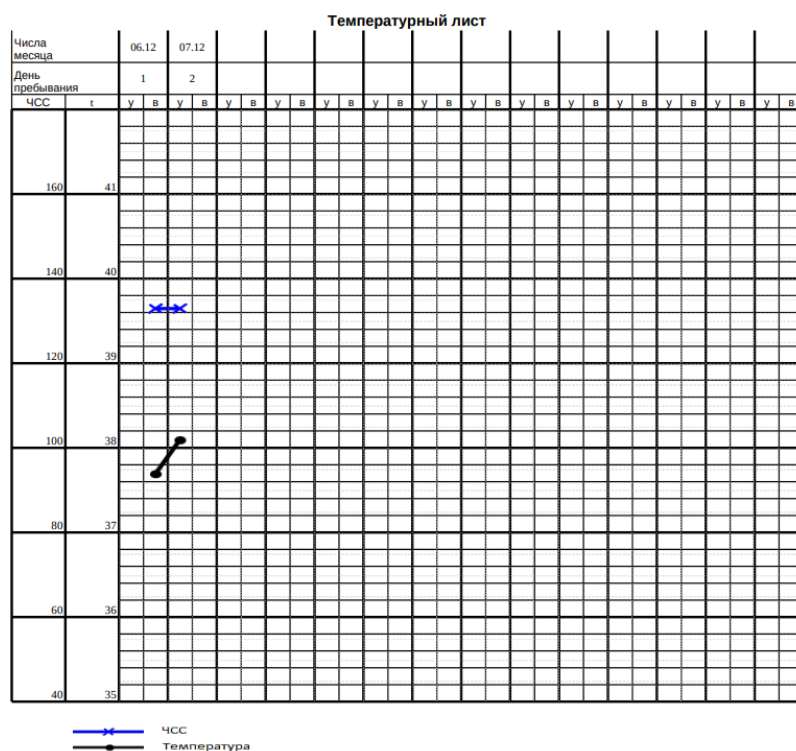 Температурный лист
Числа
месяца
06.12 07.12
День
пребывания
1 2
ЧСС t у в у в у в у в у в у в у в у в у в у в у в у в у в у в
160 41
140 40
120 39
100 38
80 37
60 36
40 35
ЧСС
Температура